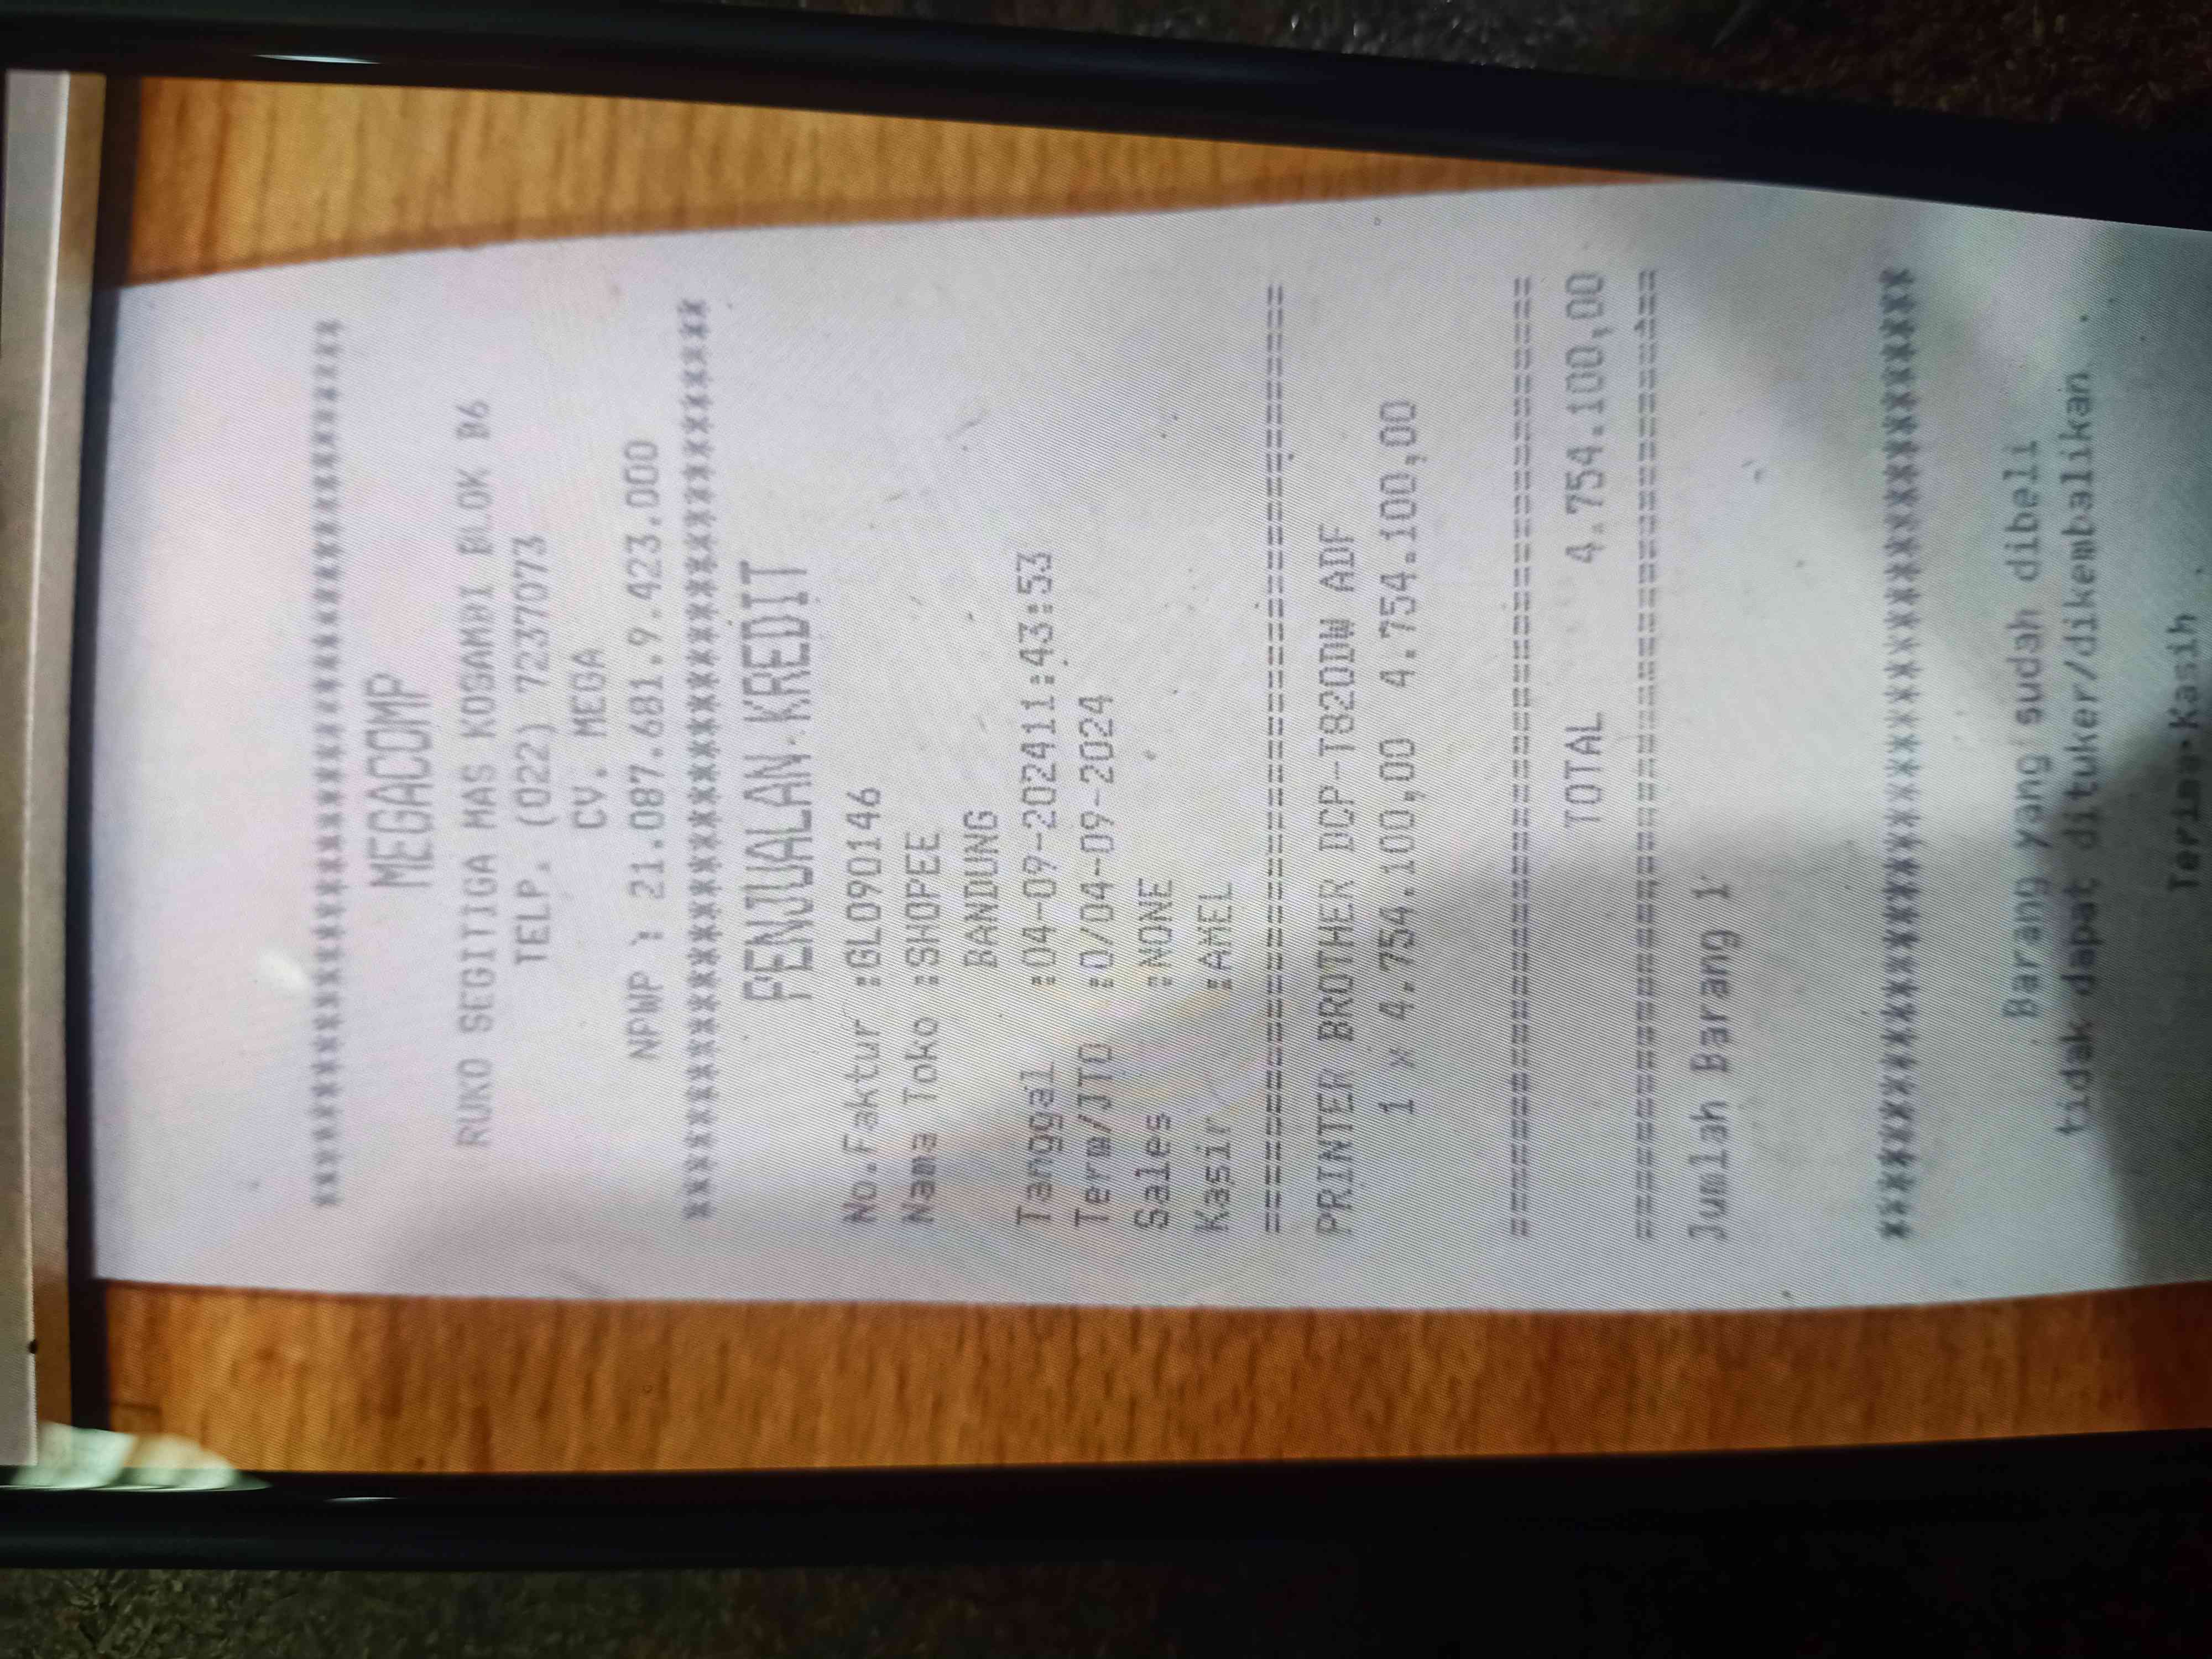 ****************************************
MEGACOMP
RUKO SEGITIGA MAS KOSAMBI BLOK B6
TELP. (022) 7237073
CV. MEGA
NPWP : 21.087.681.9.423.000
****************************************
PENJUALAN KREDIT
No.Faktur :GL090146
Nama Toko :SHOPEE
BANDUNG
Tanggal :04-09-202411:43:53
Term/JTO :0/04-09-2024
Sales :NONE
Kasir :AMEL
========================================
PRINTER BROTHER DCP-T820DW ADF
1 x 4.754.100,00 4.754.100,00
========================================
TOTAL 4.754.100,00
========================================
Jumlah Barang 1
****************************************
Barang yang sudah dibeli
tidak dapat dituker/dikembalikan.
Terima Kasih.